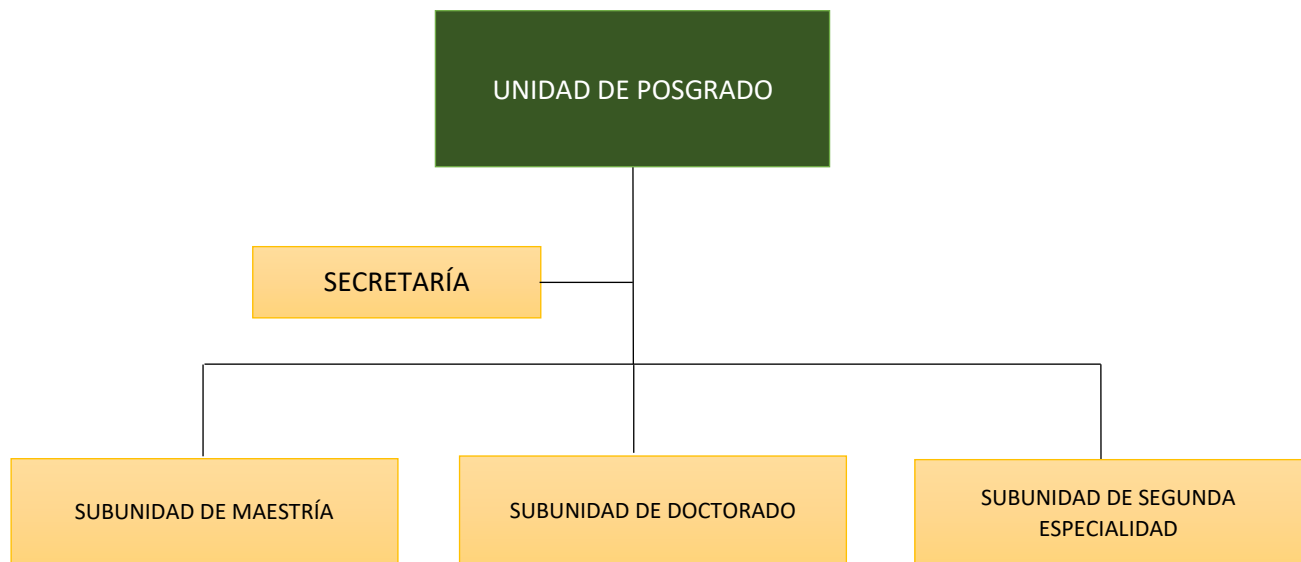 UNIDAD DE POSGRADO
SECRETARÍA
SUBUNIDAD DE MAESTRÍA
SUBUNIDAD DE DOCTORADO
SUBUNIDAD DE SEGUNDA
ESPECIALIDAD